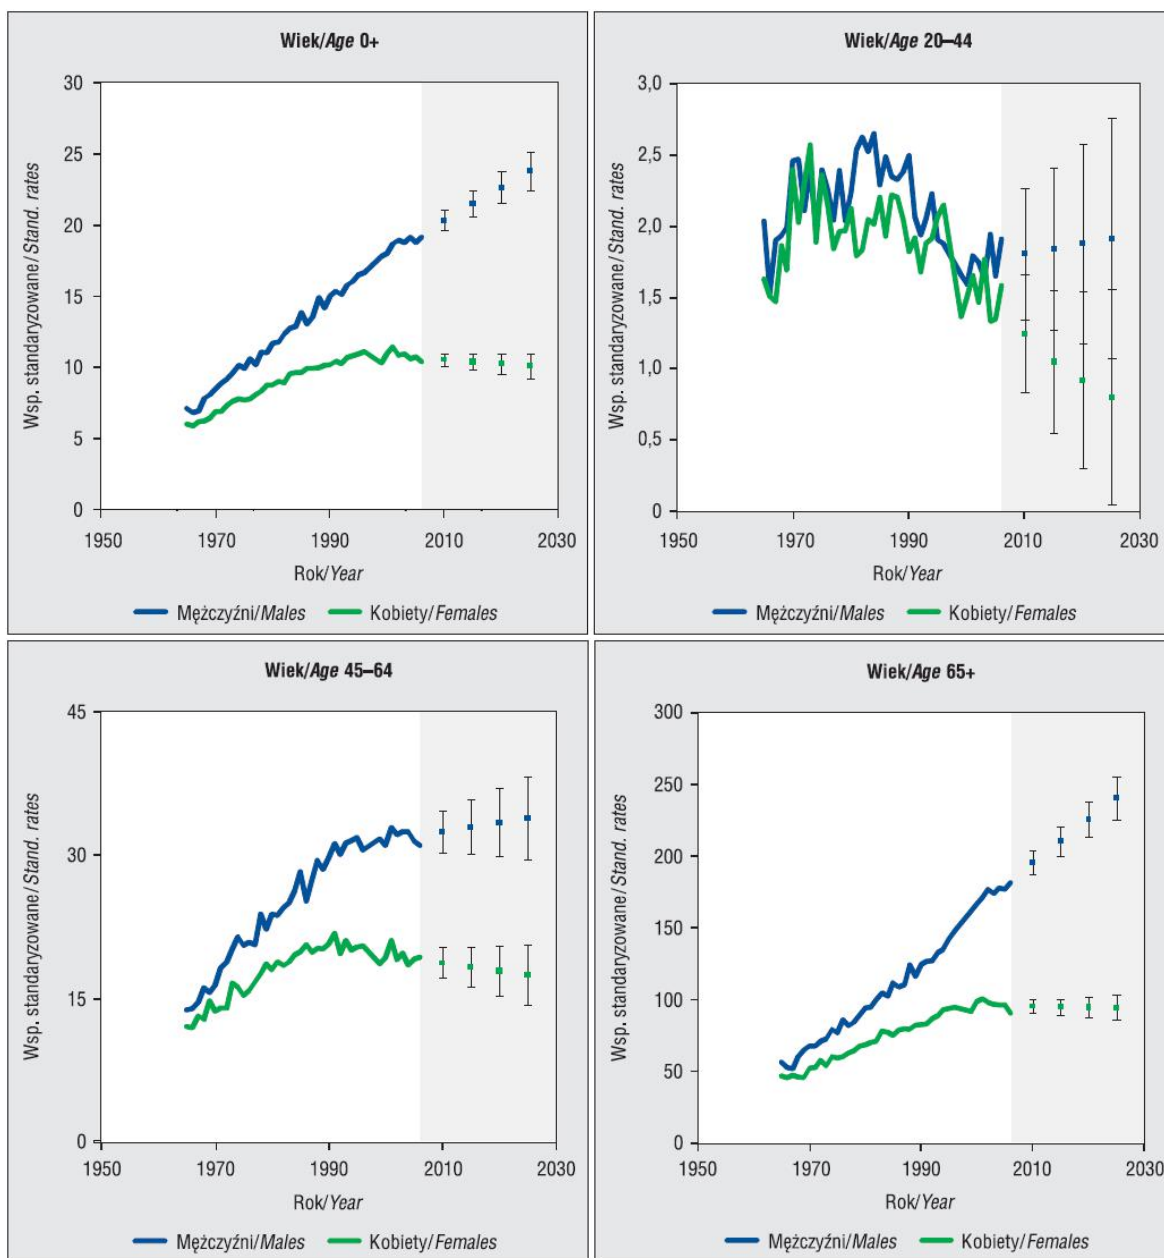 Wiek/Age 0+
Wsp. standaryzowane/Stand. rates
30
25
20
15
10
5
0
1950 1970 1990 2010 2030
Rok/Year
Mężczyźni/Males Kobiety/Females
Wiek/Age 20–44
Wsp. standaryzowane/Stand. rates
3,0
2,5
2,0
1,5
1,0
0,5
0
1950 1970 1990 2010 2030
Rok/Year
Mężczyźni/Males Kobiety/Females
Wiek/Age 45–64
Wsp. standaryzowane/Stand. rates
45
30
15
0
1950 1970 1990 2010 2030
Rok/Year
Mężczyźni/Males Kobiety/Females
Wiek/Age 65+
Wsp. standaryzowane/Stand. rates
300
250
200
150
100
50
0
1950 1970 1990 2010 2030
Rok/Year
Mężczyźni/Males Kobiety/Females